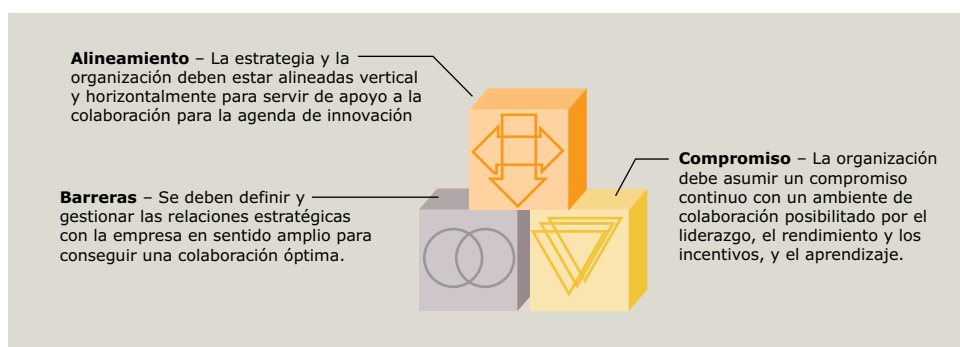 Alineamiento – La estrategia y la
organización deben estar alineadas vertical
y horizontalmente para servir de apoyo a la
colaboración para la agenda de innovación
Barreras – Se deben definir y
gestionar las relaciones estratégicas
con la empresa en sentido amplio para
conseguir una colaboración óptima.
Compromiso – La organización
debe asumir un compromiso
continuo con un ambiente de
colaboración posibilitado por el
liderazgo, el rendimiento y los
incentivos, y el aprendizaje.